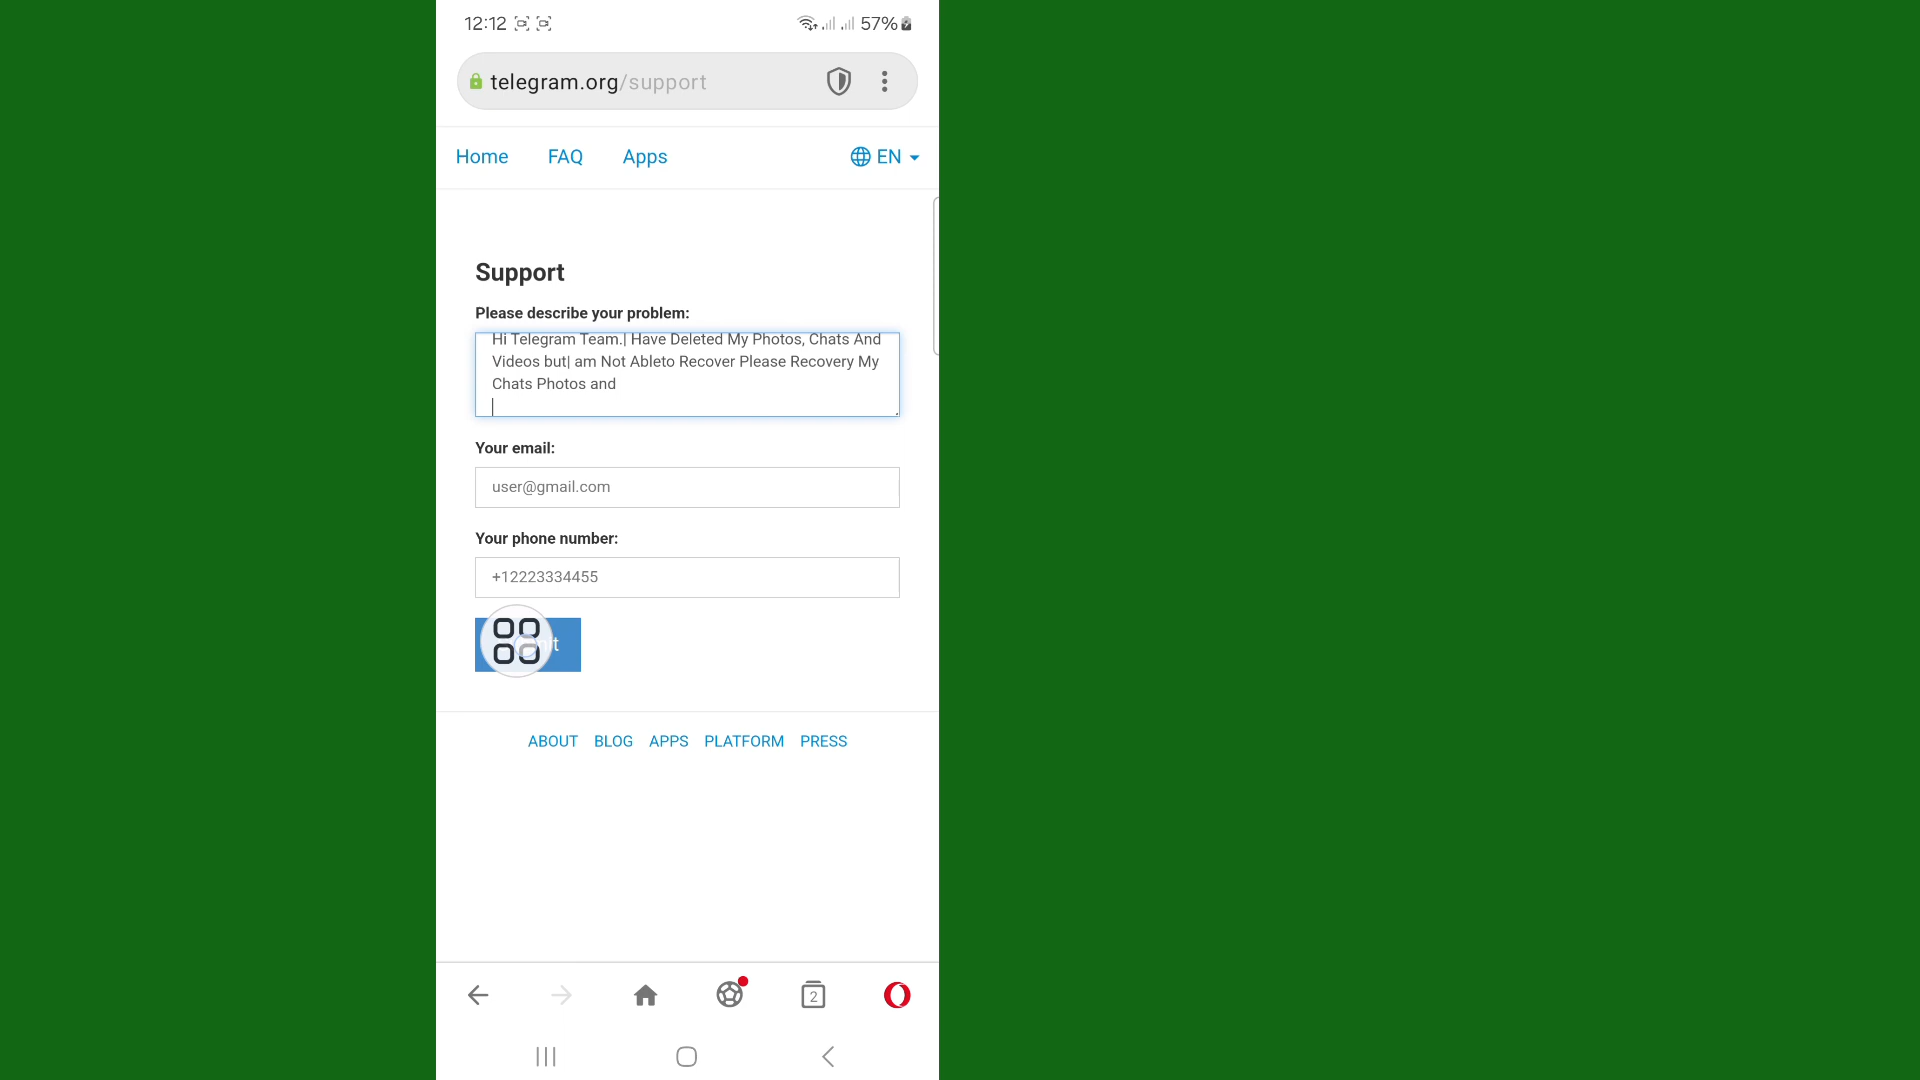 12:12
57%
telegram.org/support
Home FAQ Apps EN
Support
Please describe your problem:
Hi Telegram Team.| Have Deleted My Photos, Chats And
Videos but| am Not Ableto Recover Please Recovery My
Chats Photos and
Your email:
user@gmail.com
Your phone number:
+12223334455
ABOUT BLOG APPS PLATFORM PRESS
2